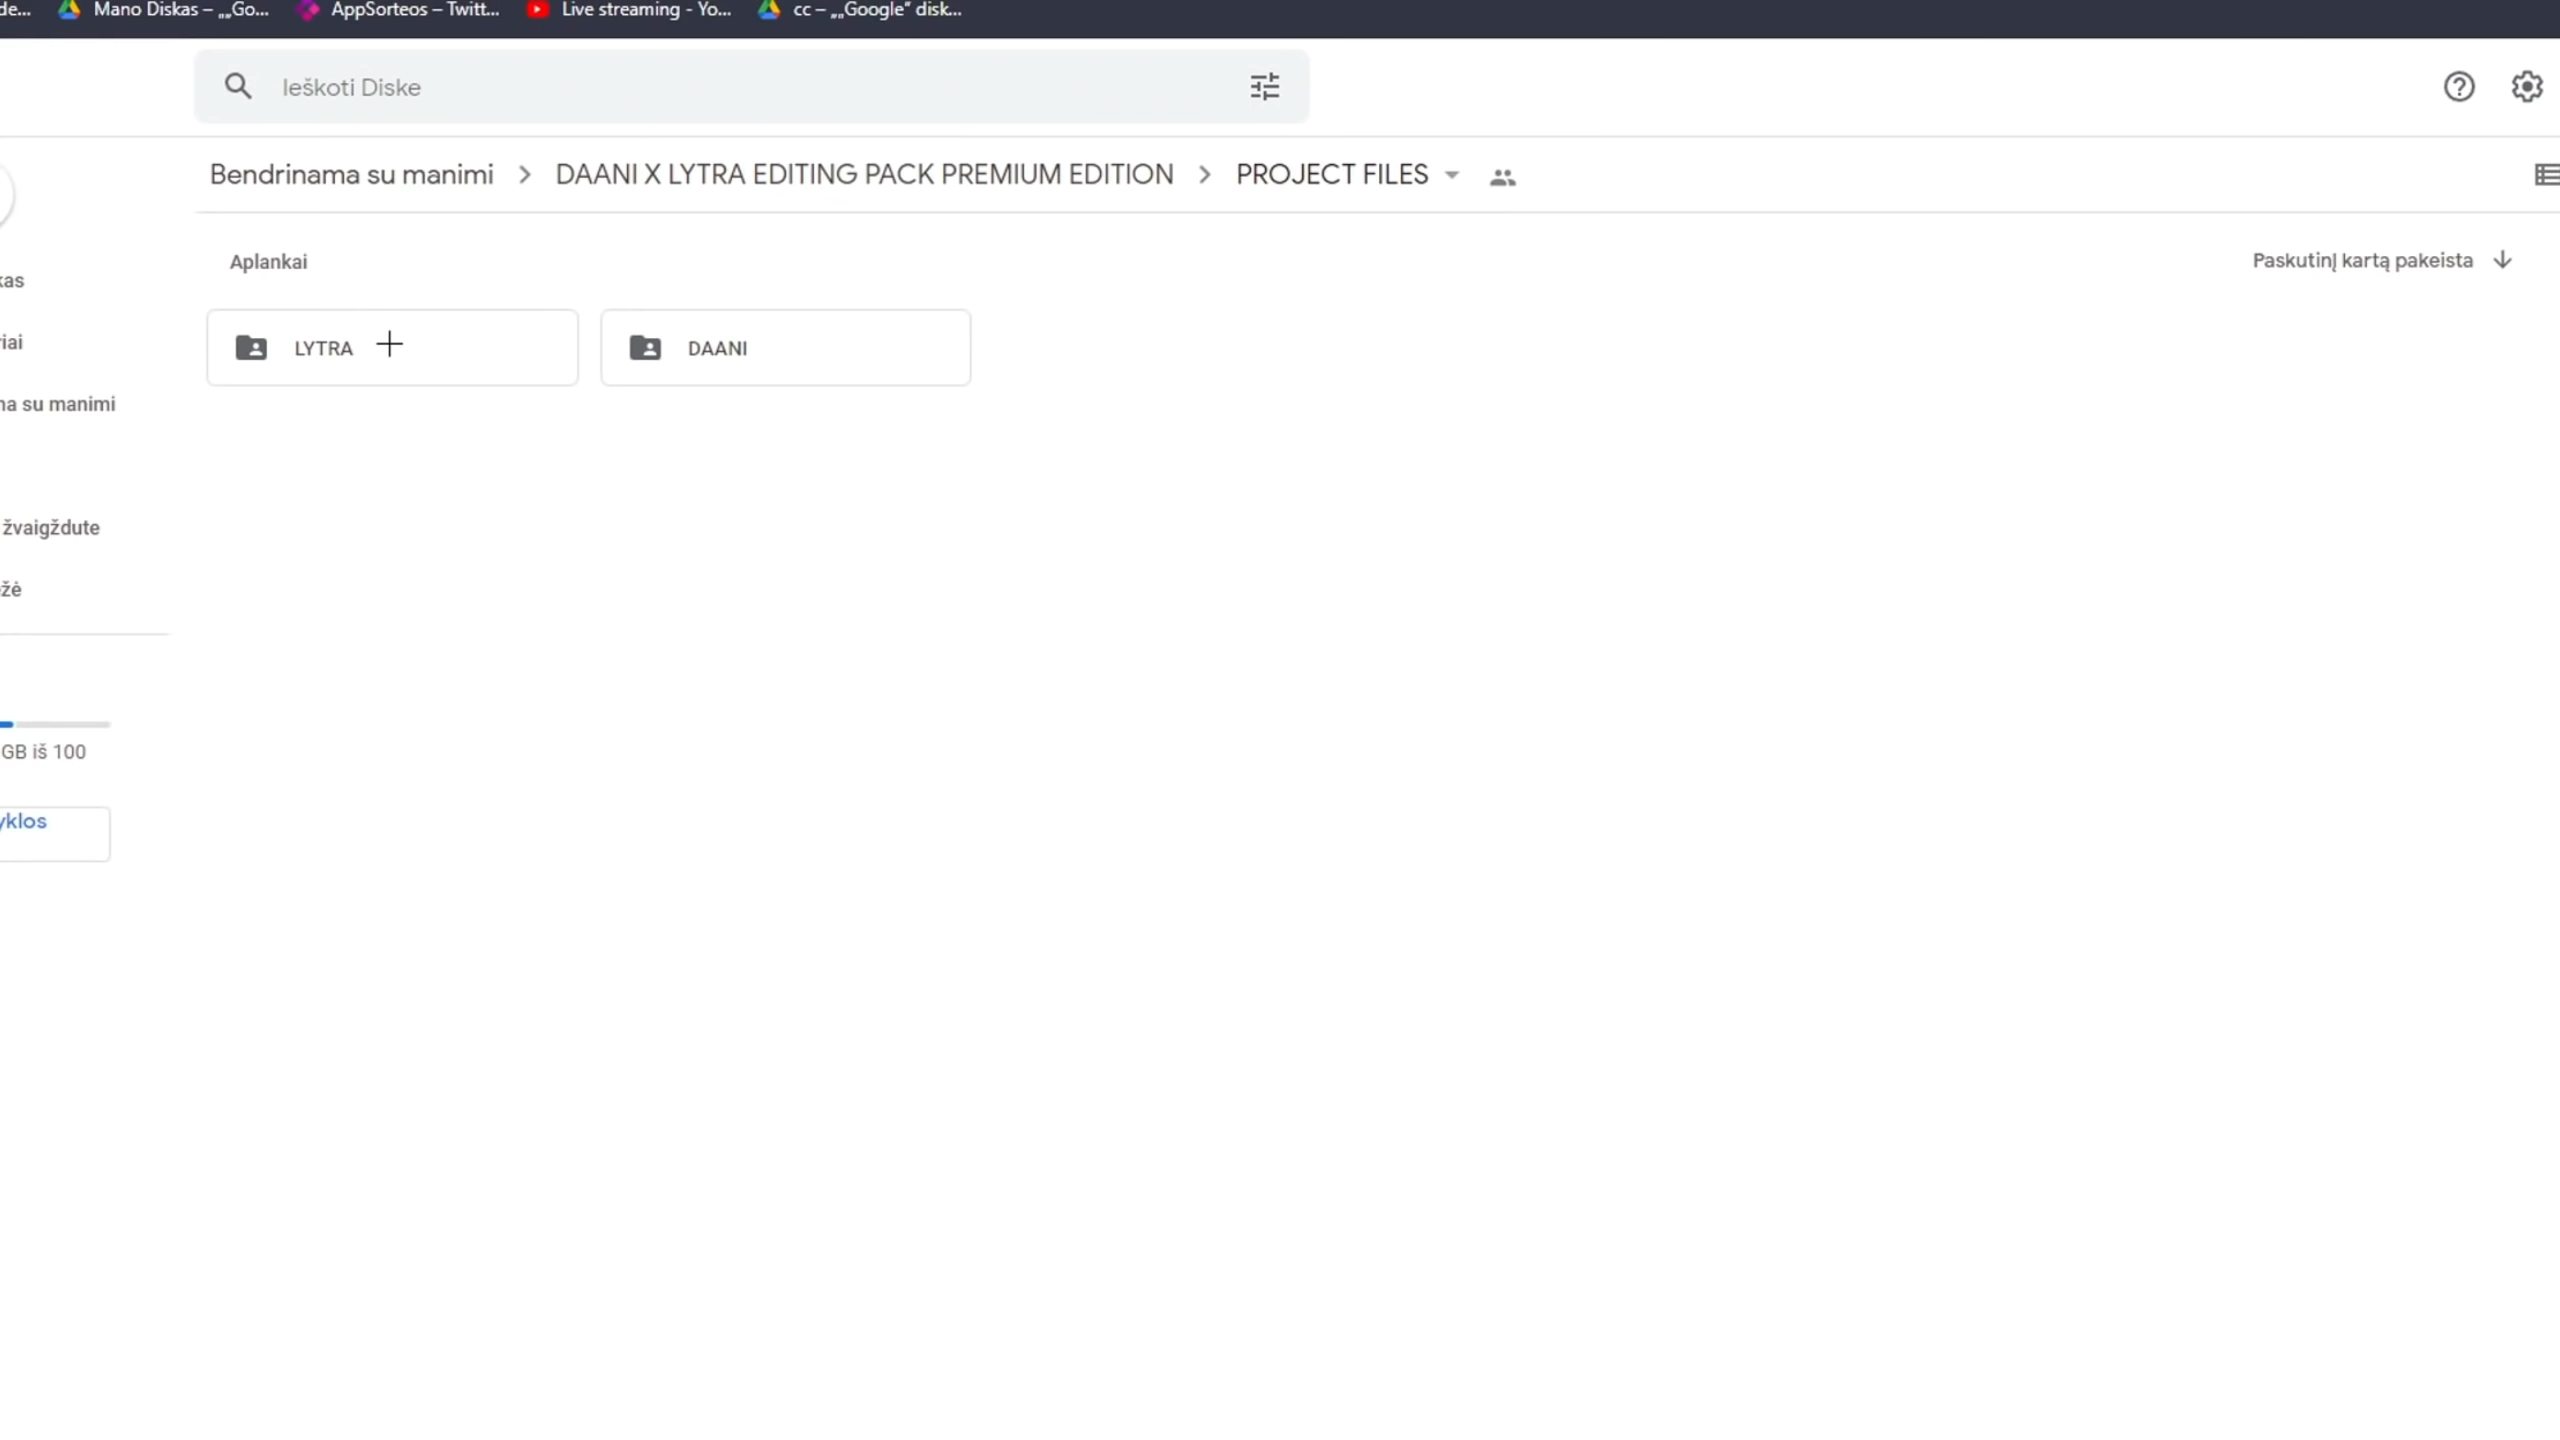 de...
Mano Diskas – „„Go...
AppSorteos – Twitt...
Live streaming - Yo...
cc – „„Google“ disk...
Ieškoti Diske
Bendrinama su manimi > DAANI X LYTRA EDITING PACK PREMIUM EDITION > PROJECT FILES
Aplankai
Paskutinį kartą pakeista
LYTRA
DAANI
kas
riai
na su manimi
žvaigždute
žė
GB iš 100
yklos